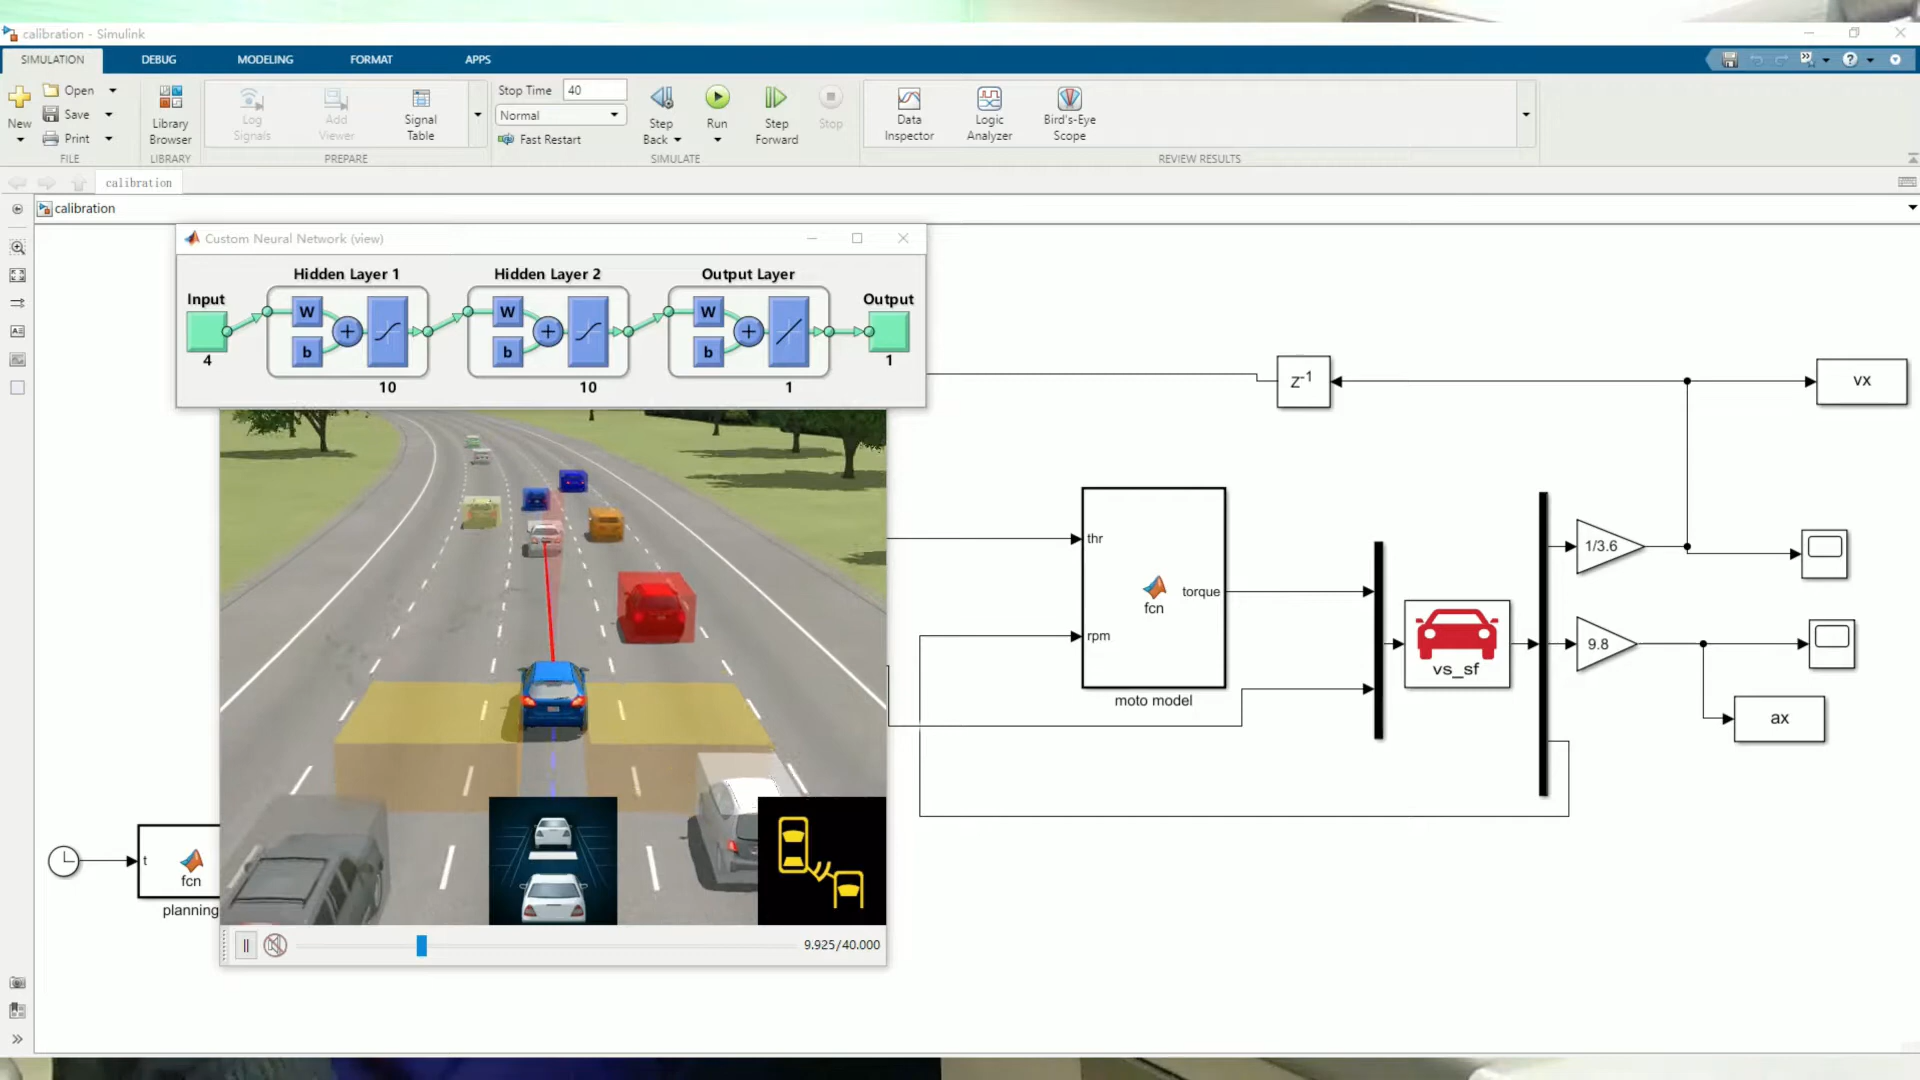 calibration - Simulink
SIMULATION
DEBUG
MODELING
FORMAT
APPS
New
Open
Save
Print
FILE
Library
Browser
LIBRARY
Log
Signals
Add
Viewer
Signal
Table
PREPARE
Stop Time 40
Normal
Fast Restart
Step
Back
Run
Step
Forward
Stop
SIMULATE
Data
Inspector
Logic
Analyzer
Bird's-Eye
Scope
REVIEW RESULTS
calibration
calibration
Custom Neural Network (view)
Input
4
Hidden Layer 1
W
b
10
Hidden Layer 2
W
b
10
Output Layer
W
b
1
Output
1
Z-1
vx
thr
rpm
fcn
torque
moto model
vs_sf
1/3.6
9.8
ax
t
fcn
planning
9.925/40.000